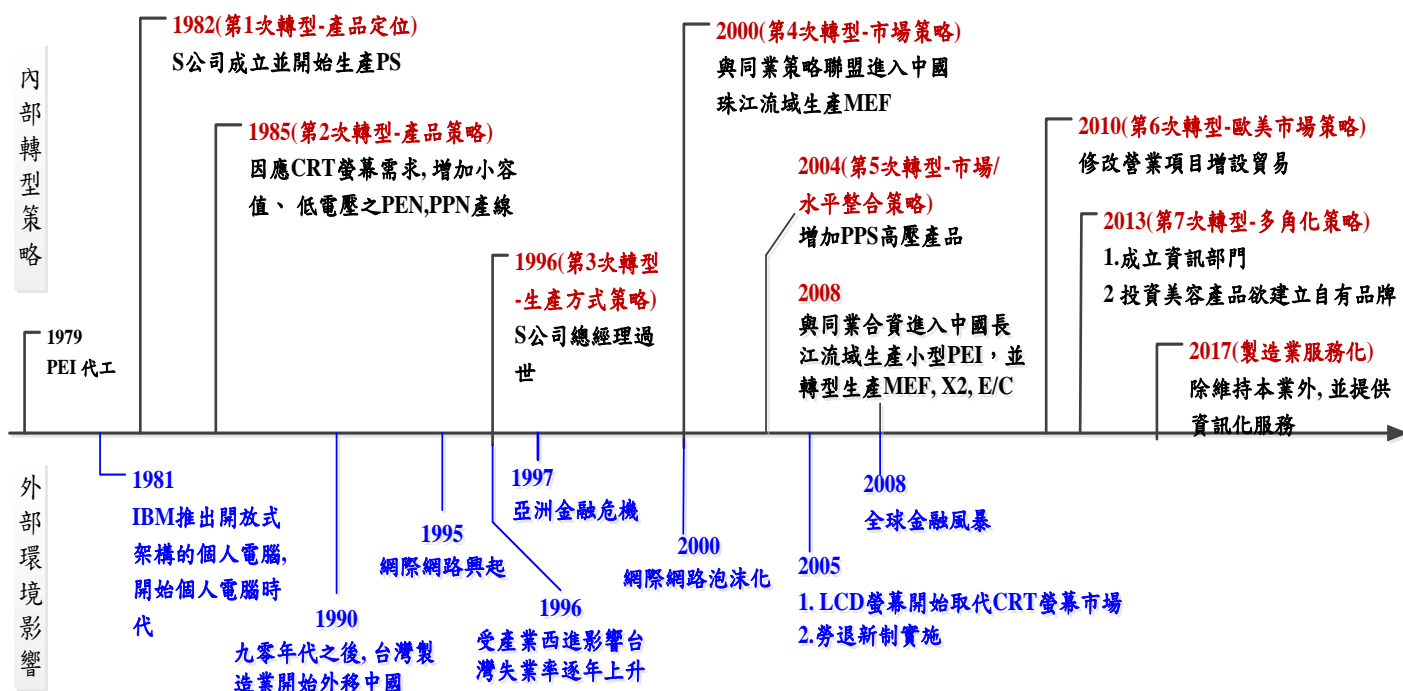 內部轉型策略
1982(第1次轉型-產品定位)
S公司成立並開始生產PS
1985(第2次轉型-產品策略)
因應CRT螢幕需求, 增加小容
值、 低電壓之PEN,PPN產線
1996(第3次轉型
-生產方式策略)
S公司總經理過
世
2000(第4次轉型-市場策略)
與同業策略聯盟進入中國
珠江流域生產MEF
2004(第5次轉型-市場/
水平整合策略)
增加PPS高壓產品
2008
與同業合資進入中國長
江流域生產小型PEI，並
轉型生產MEF, X2, E/C
2010(第6次轉型-歐美市場策略)
修改營業項目增設貿易
2013(第7次轉型-多角化策略)
1.成立資訊部門
2 投資美容產品欲建立自有品牌
2017(製造業服務化)
除維持本業外, 並提供
資訊化服務
1979
PEI 代工
外部環境影響
1981
IBM推出開放式
架構的個人電腦,
開始個人電腦時
代
1990
九零年代之後, 台灣製
造業開始外移中國
1995
網際網路興起
1996
受產業西進影響台
灣失業率逐年上升
1997
亞洲金融危機
2000
網際網路泡沫化
2005
1. LCD螢幕開始取代CRT螢幕市場
2.勞退新制實施
2008
全球金融風暴